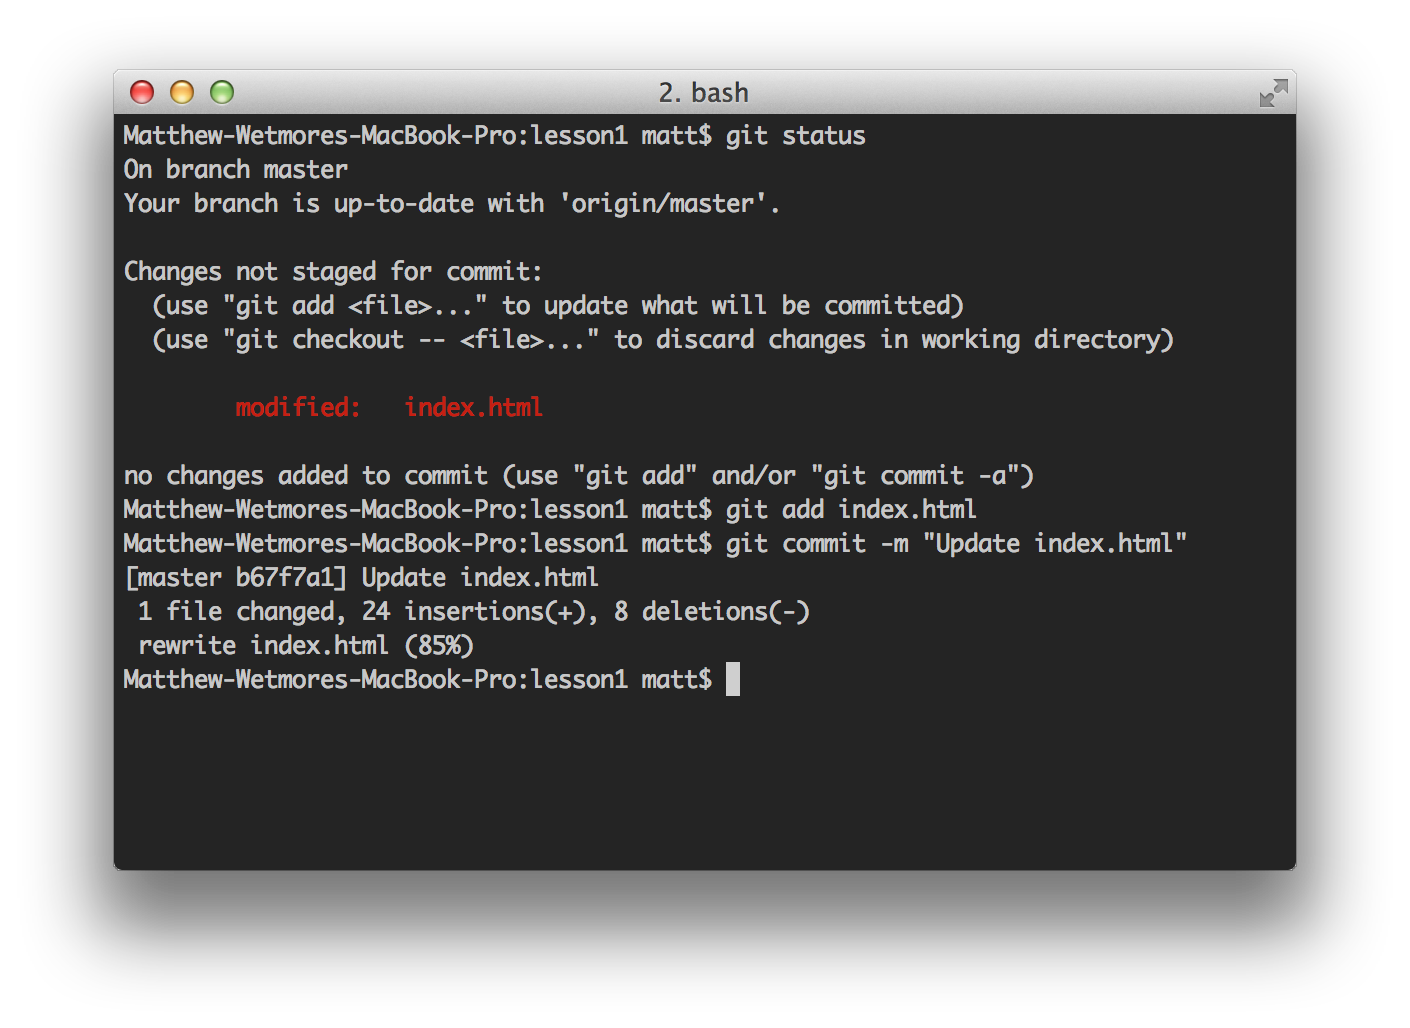 2. bash
Matthew-Wetmores-MacBook-Pro:lesson1 matt$ git status
On branch master
Your branch is up-to-date with 'origin/master'.
Changes not staged for commit:
  (use "git add <file>..." to update what will be committed)
  (use "git checkout -- <file>..." to discard changes in working directory)
        modified:   index.html
no changes added to commit (use "git add" and/or "git commit -a")
Matthew-Wetmores-MacBook-Pro:lesson1 matt$ git add index.html
Matthew-Wetmores-MacBook-Pro:lesson1 matt$ git commit -m "Update index.html"
[master b67f7a1] Update index.html
 1 file changed, 24 insertions(+), 8 deletions(-)
 rewrite index.html (85%)
Matthew-Wetmores-MacBook-Pro:lesson1 matt$